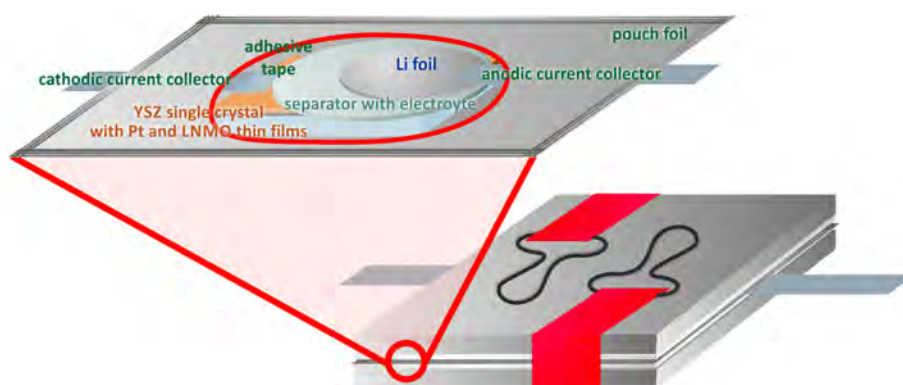 pouch foil
adhesive
tape
Li foil
cathodic current collector
anodic current collector
separator with electroyte
YSZ single crystal
with Pt and LNMO thin films